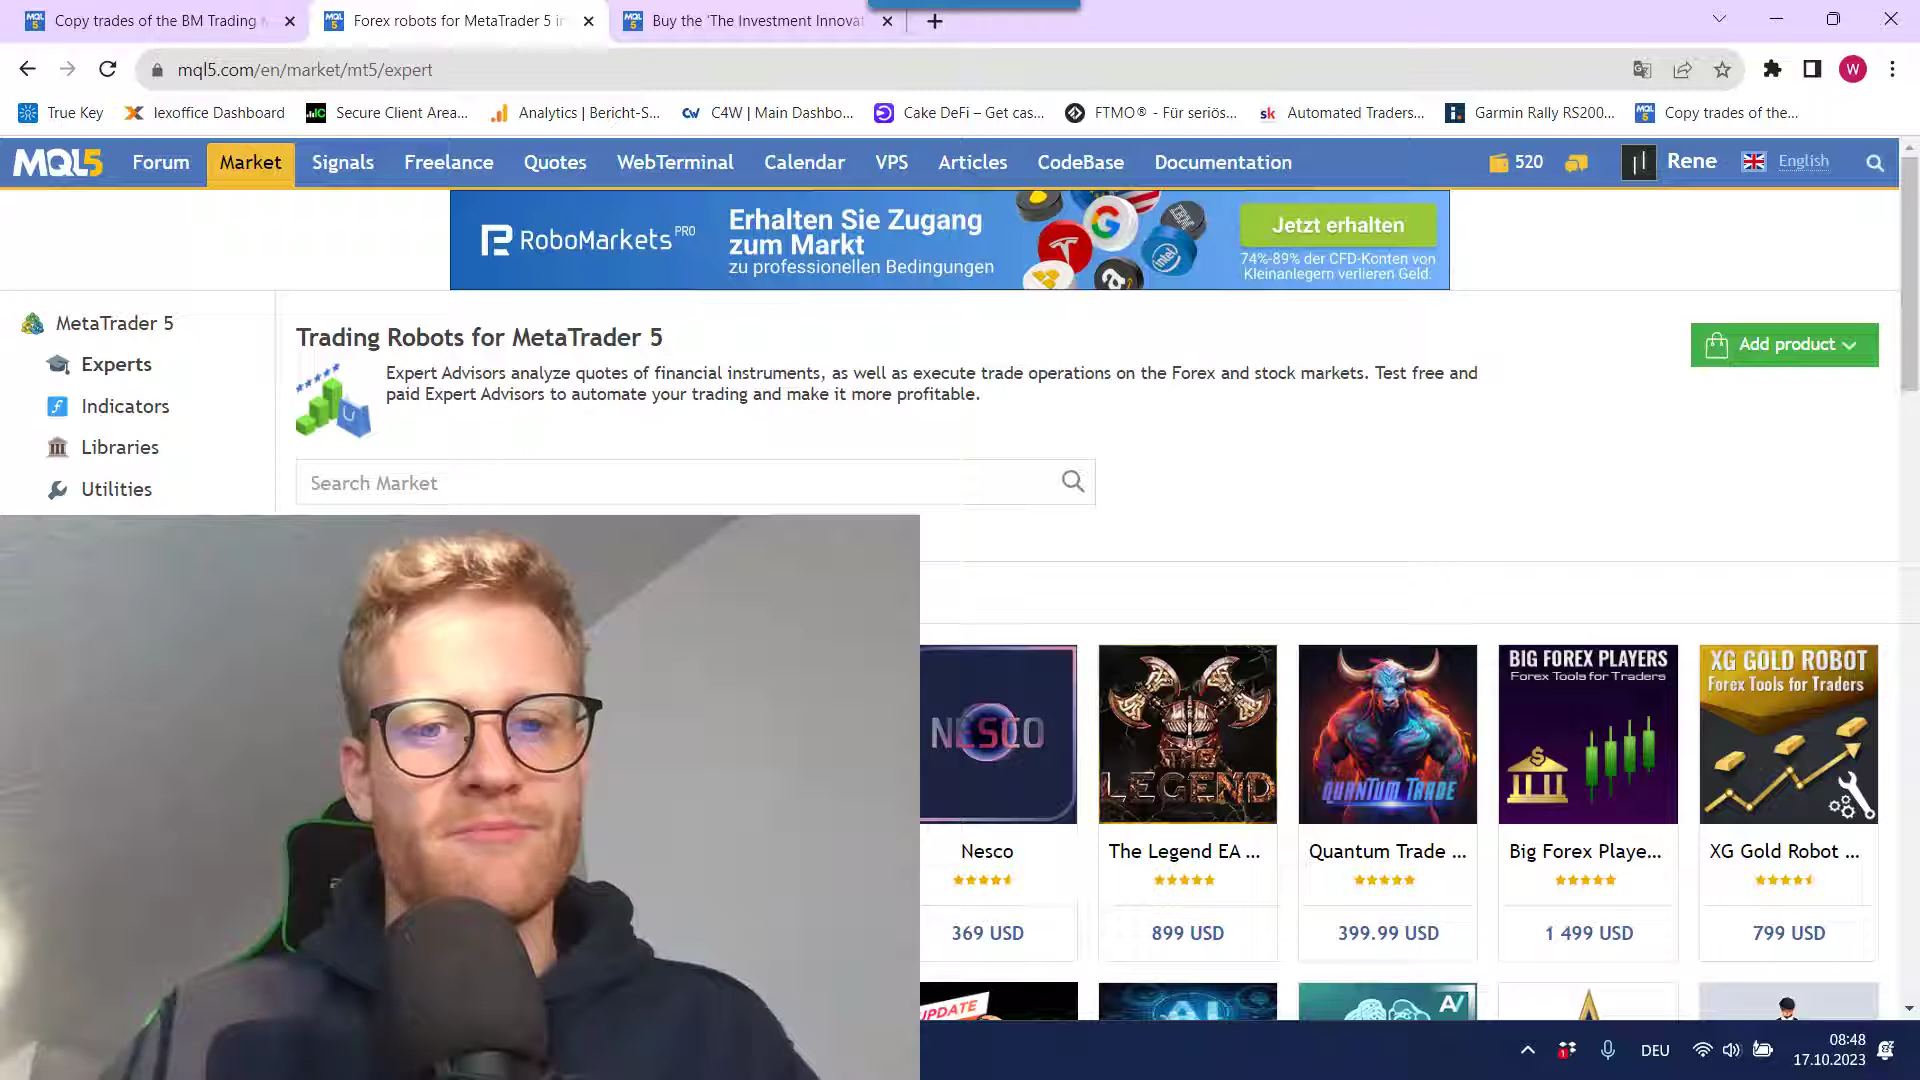 Copy trades of the BM Trading
Forex robots for MetaTrader 5 in
Buy the 'The Investment Innovat
mql5.com/en/market/mt5/expert
W
True Key
lexoffice Dashboard
Secure Client Area...
Analytics | Bericht-S...
C4W | Main Dashbo...
Cake DeFi – Get cas...
FTMO® - Für seriös...
sk
Automated Traders...
Garmin Rally RS200...
Copy trades of the...
MQL5
Forum
Market
Signals
Freelance
Quotes
WebTerminal
Calendar
VPS
Articles
CodeBase
Documentation
520
Rene
English
RoboMarkets PRO
Erhalten Sie Zugang
zum Markt
zu professionellen Bedingungen
Jetzt erhalten
74%-89% der CFD-Konten von
Kleinanlegern verlieren Geld.
MetaTrader 5
Experts
Indicators
Libraries
Utilities
Trading Robots for MetaTrader 5
Expert Advisors analyze quotes of financial instruments, as well as execute trade operations on the Forex and stock markets. Test free and
paid Expert Advisors to automate your trading and make it more profitable.
Add product
Search Market
NESCO
THE
LEGEND
QUANTUM TRADE
BIG FOREX PLAYERS
Forex Tools for Traders
XG GOLD ROBOT
Forex Tools for Traders
Nesco
The Legend EA ...
Quantum Trade ...
Big Forex Playe...
XG Gold Robot ...
369 USD
899 USD
399.99 USD
1 499 USD
799 USD
UPDATE
AI
DEU
08:48
17.10.2023